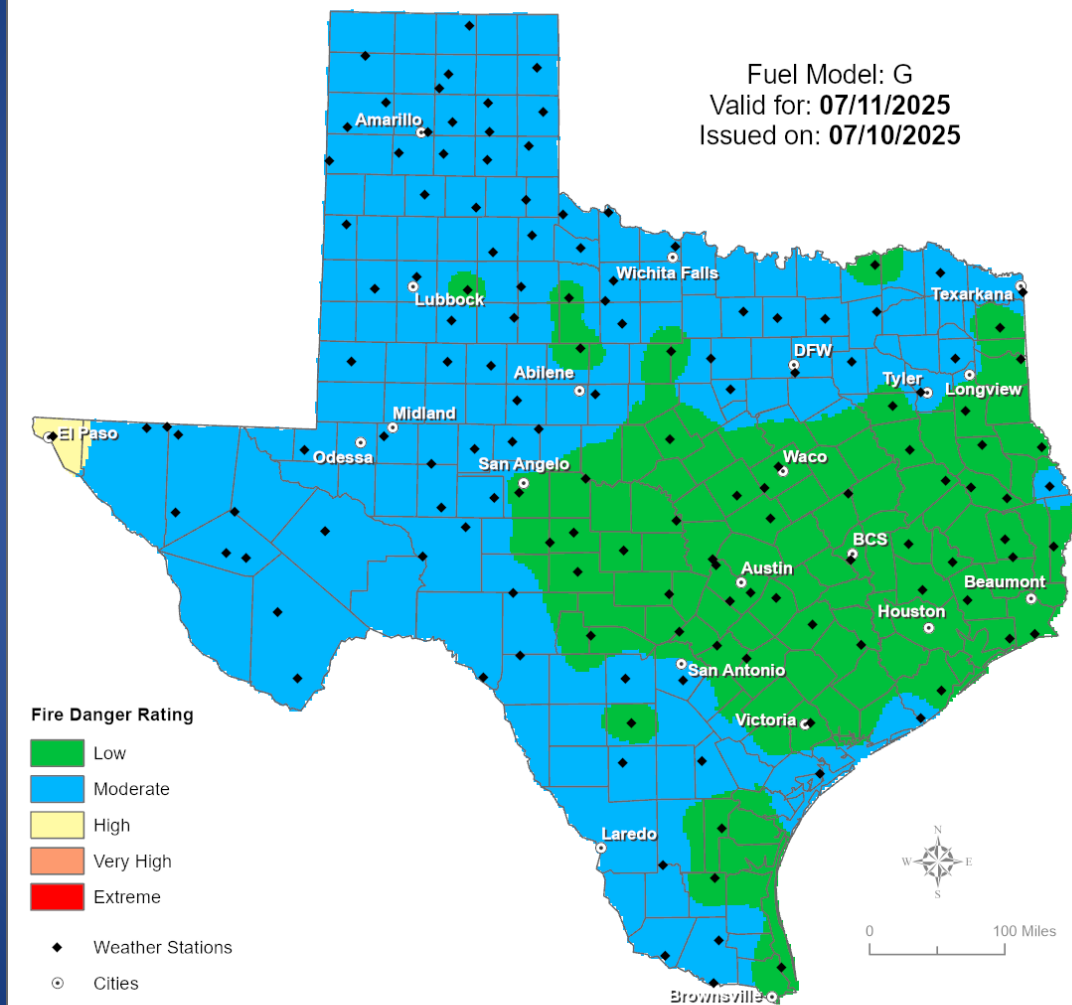 Fuel Model: G
Valid for: 07/11/2025
Issued on: 07/10/2025
Amarillo
Wichita Falls
Lubbock
Texarkana
DFW
Abilene
Tyler
Longview
Midland
El Paso
Odessa
San Angelo
Waco
BCS
Austin
Beaumont
Houston
San Antonio
Victoria
Laredo
Brownsville
Fire Danger Rating
Low
Moderate
High
Very High
Extreme
Weather Stations
Cities
N
W E
S
0 100 Miles